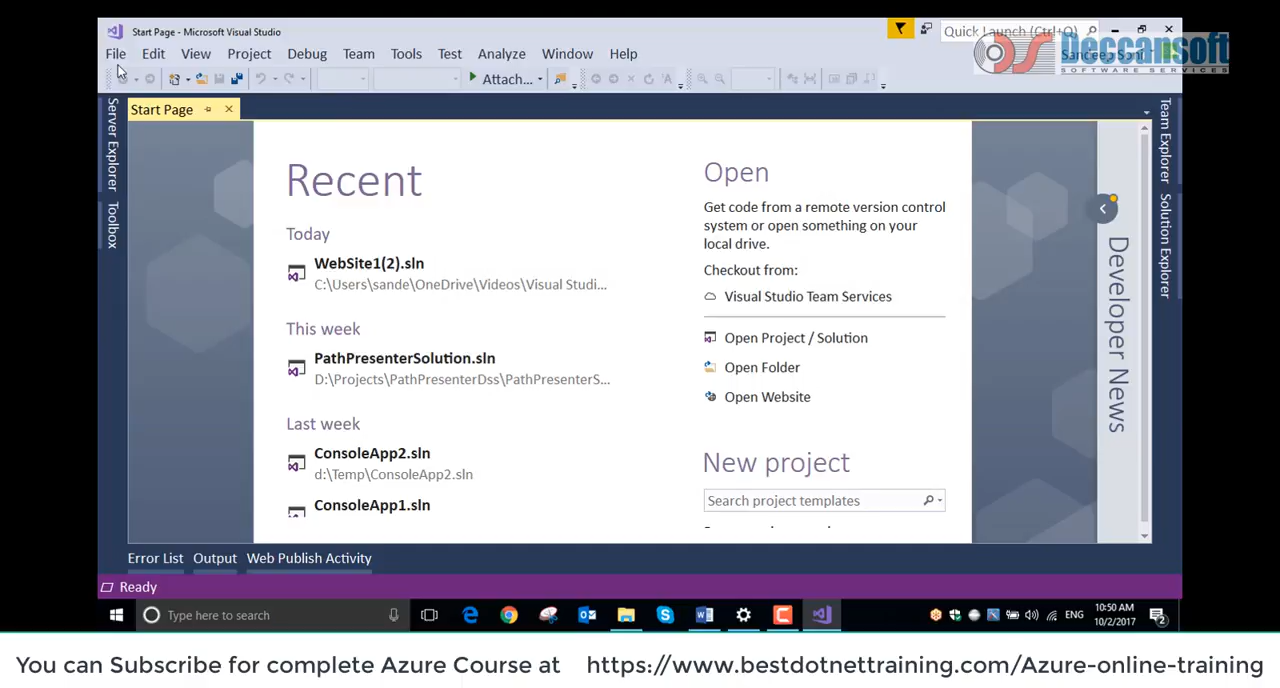 Start Page - Microsoft Visual Studio
Quick Launch (Ctrl+Q)
Deccansoft
SOFTWARE SERVICES
File Edit View Project Debug Team Tools Test Analyze Window Help
Attach...
Start Page
Server Explorer
Toolbox
Team Explorer
Solution Explorer
Developer News
Recent
Today
WebSite1(2).sln
C:\Users\sande\OneDrive\Videos\Visual Studi...
This week
PathPresenterSolution.sln
D:\Projects\PathPresenterDss\PathPresenterS...
Last week
ConsoleApp2.sln
d:\Temp\ConsoleApp2.sln
ConsoleApp1.sln
Open
Get code from a remote version control
system or open something on your
local drive.
Checkout from:
Visual Studio Team Services
Open Project / Solution
Open Folder
Open Website
New project
Search project templates
Error List Output Web Publish Activity
Ready
Type here to search
ENG
10:50 AM
10/2/2017
2
You can Subscribe for complete Azure Course at https://www.bestdotnettraining.com/Azure-online-training